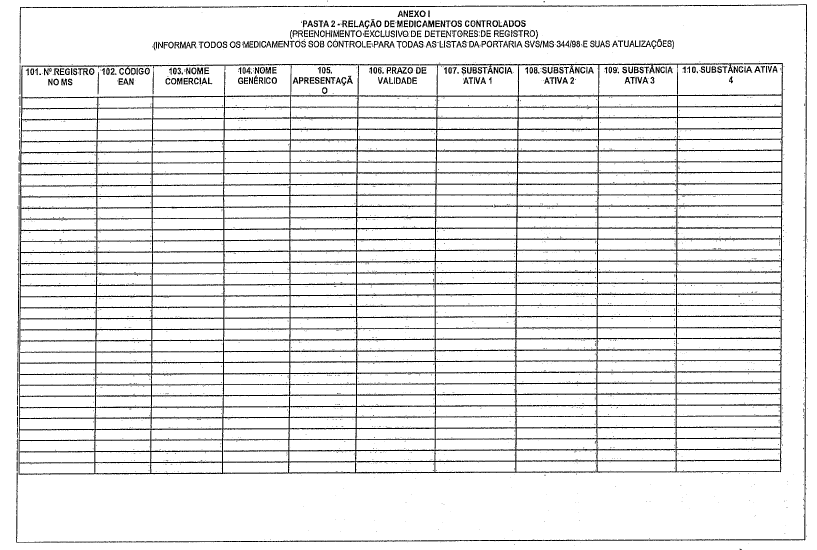 ANEXO I
PASTA 2 - RELAÇÃO DE MEDICAMENTOS CONTROLADOS
(PREENCHIMENTO EXCLUSIVO DE DETENTORES DE REGISTRO)
(INFORMAR TODOS OS MEDICAMENTOS SOB CONTROLE PARA TODAS AS LISTAS DA PORTARIA SVS/MS 344/98 E SUAS ATUALIZAÇÕES)
101. Nº REGISTRO NO MS
102. CÓDIGO EAN
103. NOME COMERCIAL
104. NOME GENÉRICO
105. APRESENTAÇÃO
106. PRAZO DE VALIDADE
107. SUBSTÂNCIA ATIVA 1
108. SUBSTÂNCIA ATIVA 2
109. SUBSTÂNCIA ATIVA 3
110. SUBSTÂNCIA ATIVA 4